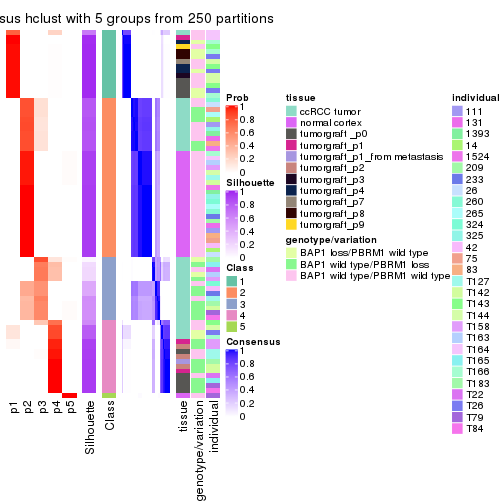 sus hclust with 5 groups from 250 partitions
p1
p2
p3
p4
p5
Silhouette
Class
tissue
genotype/variation
individual
Prob
1
0.8
0.6
0.4
0.2
0
Silhouette
1
0.8
0.6
0.4
0.2
0
Class
1
2
3
4
5
Consensus
1
0.8
0.6
0.4
0.2
0
tissue
ccRCC tumor
normal cortex
tumorgraft_p0
tumorgraft_p1
tumorgraft_p1_from metastasis
tumorgraft_p2
tumorgraft_p3
tumorgraft_p4
tumorgraft_p7
tumorgraft_p8
tumorgraft_p9
genotype/variation
BAP1 loss/PBRM1 wild type
BAP1 wild type/PBRM1 loss
BAP1 wild type/PBRM1 wild type
individual
111
131
1393
14
1524
209
233
26
260
265
324
325
42
75
83
T127
T142
T143
T144
T158
T163
T164
T165
T166
T183
T22
T26
T79
T84